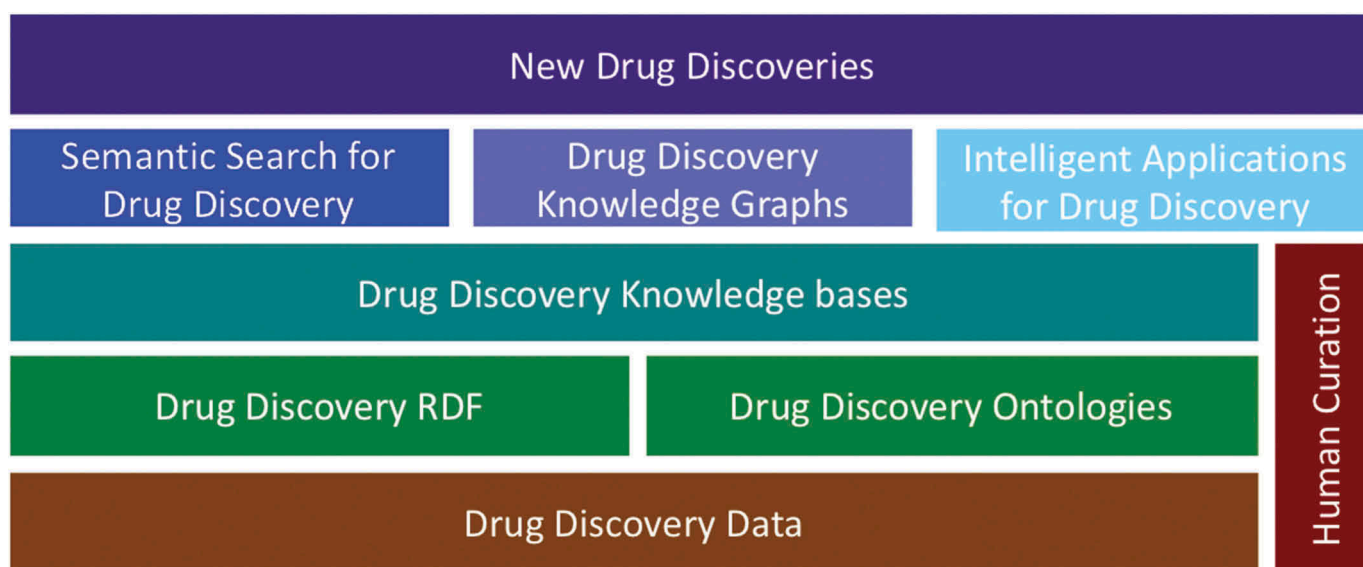 New Drug Discoveries
Semantic Search for
Drug Discovery
Drug Discovery
Knowledge Graphs
Intelligent Applications
for Drug Discovery
Drug Discovery Knowledge bases
Human Curation
Drug Discovery RDF
Drug Discovery Ontologies
Drug Discovery Data